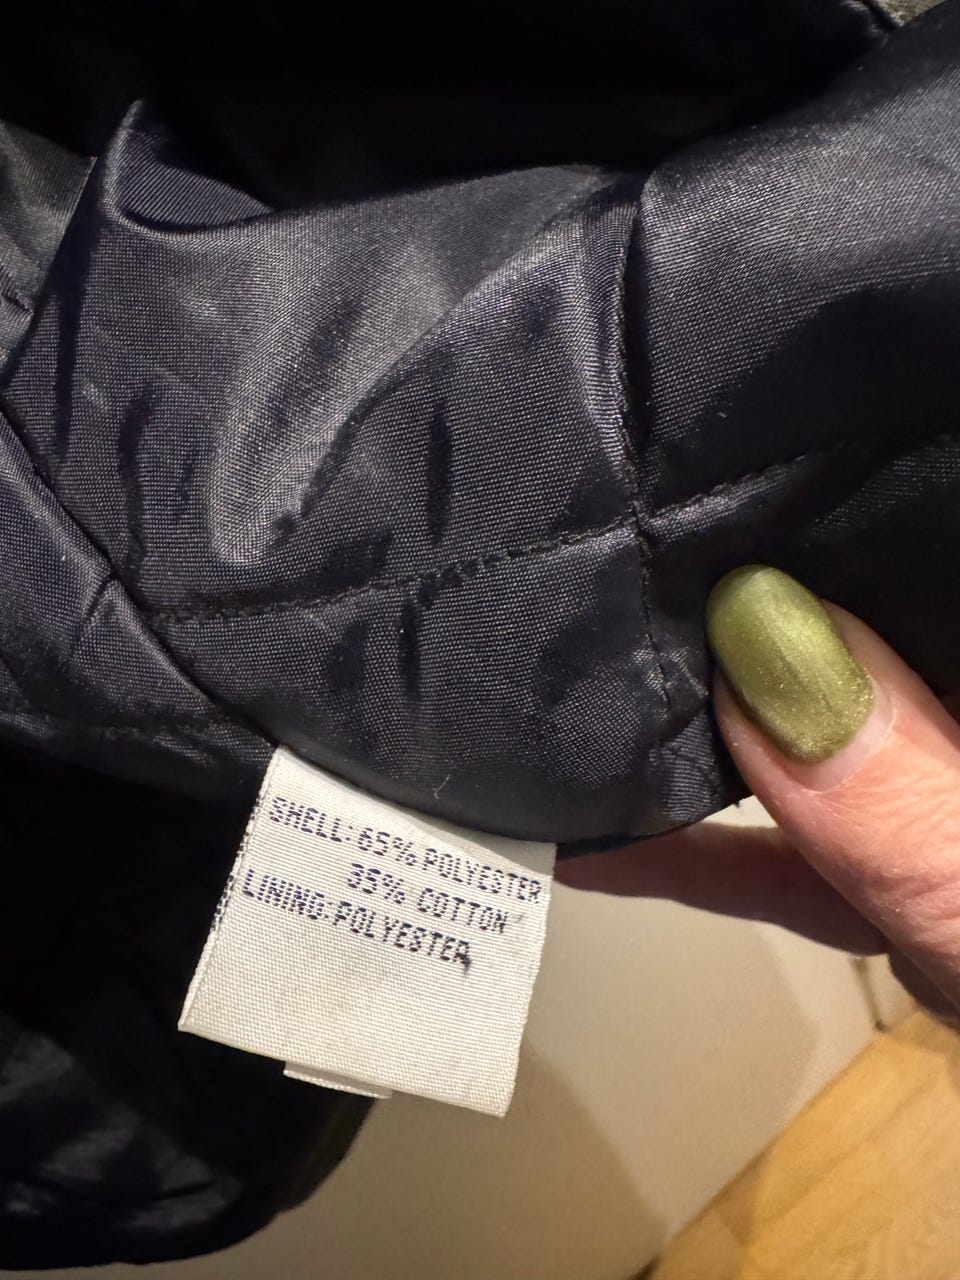 SHELL: 65% POLYESTER
35% COTTON
LINING: POLYESTER